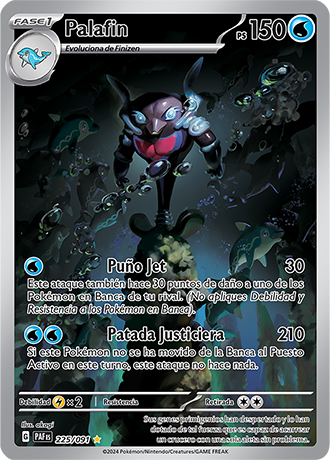 FASE 1
Palafin
PS 150
Evoluciona de Finizen
Puño Jet 30
Este ataque también hace 30 puntos de daño a uno de los
Pokémon en Banca de tu rival. (No apliques Debilidad y
Resistencia a los Pokémon en Banca).
Patada Justiciera 210
Si este Pokémon no se ha movido de la Banca al Puesto
Activo en este turno, este ataque no hace nada.
Debilidad ×2 Resistencia Retirada
Ilus. akagi
G PAF ES 225/091
Sus genes primigenios han despertado y lo han
dotado de tal fuerza que es capaz de acarrear
un crucero con una sola aleta sin problema.
©2024 Pokémon/Nintendo/Creatures/GAME FREAK